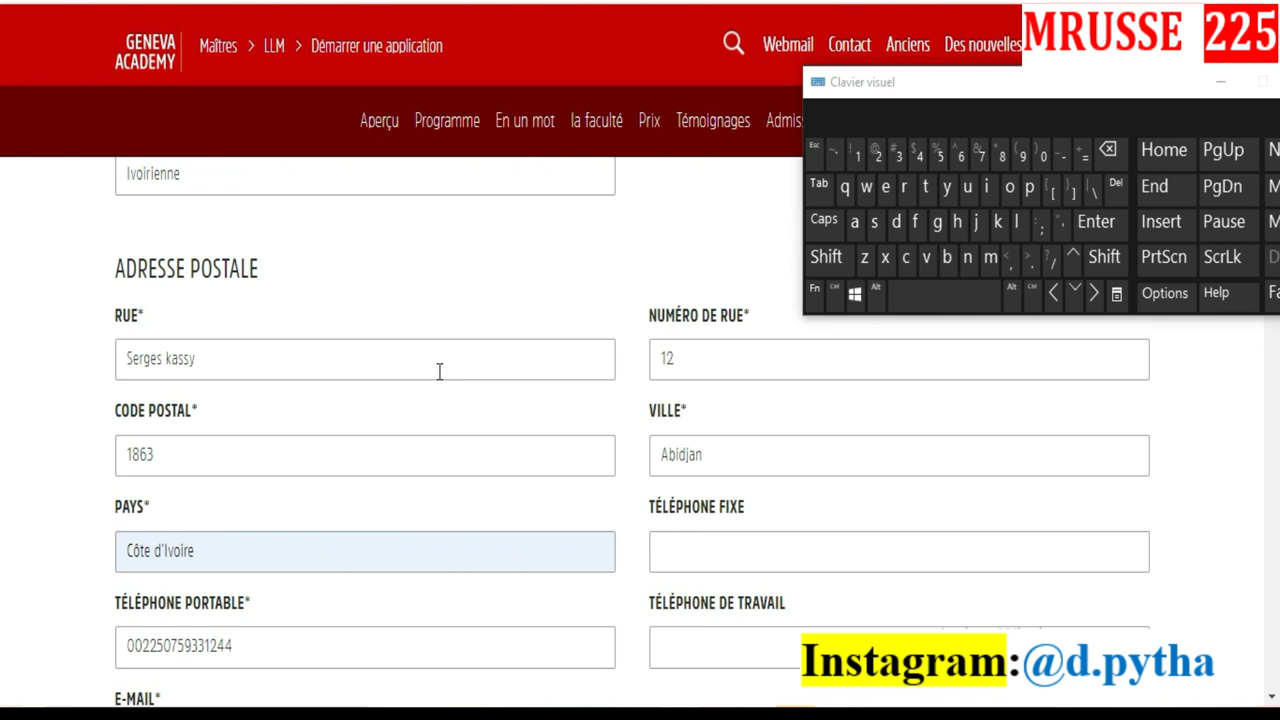 MRUSSE 225
GENEVA ACADEMY
Maîtres > LLM > Démarrer une application
Webmail Contact Anciens Des nouvelles
Aperçu Programme En un mot la faculté Prix Témoignages Admiss
Clavier visuel
Esc ~ ` ! 1 @ 2 # 3 $ 4 % 5 ^ 6 & 7 * 8 ( 9 ) 0 _ - + = Home PgUp
Tab q w e r t y u i o p { [ } ] | \ Del End PgDn
Caps a s d f g h j k l : ; " ' Enter Insert Pause
Shift z x c v b n m < , > . ? / Shift PrtScn ScrLk
Fn Ctrl Alt Alt Ctrl Options Help Fa
Ivoirienne
ADRESSE POSTALE
RUE* NUMÉRO DE RUE*
Serges kassy 12
CODE POSTAL* VILLE*
1863 Abidjan
PAYS* TÉLÉPHONE FIXE
Côte d'Ivoire
TÉLÉPHONE PORTABLE* TÉLÉPHONE DE TRAVAIL
002250759331244
Instagram:@d.pytha
E-MAIL*